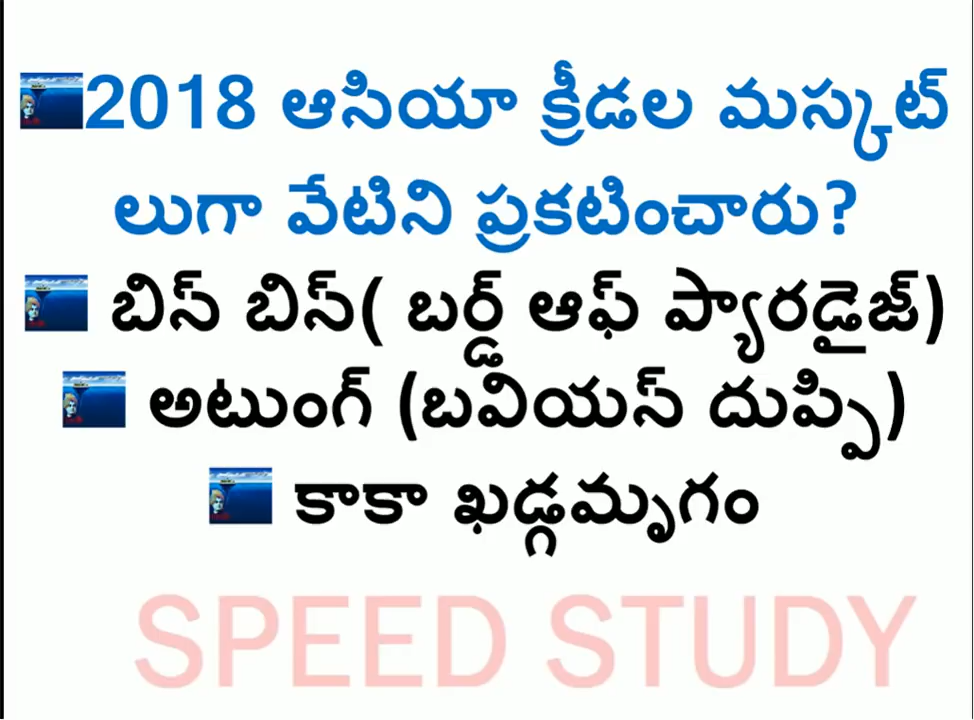 2018 ఆసియా క్రీడల మస్కట్
లుగా వేటిని ప్రకటించారు?
బిస్ బిస్( బర్డ్ ఆఫ్ ప్యారడైజ్)
అటుంగ్ (బవియస్ దుప్పి)
కాకా ఖడ్గమృగం
SPEED STUDY